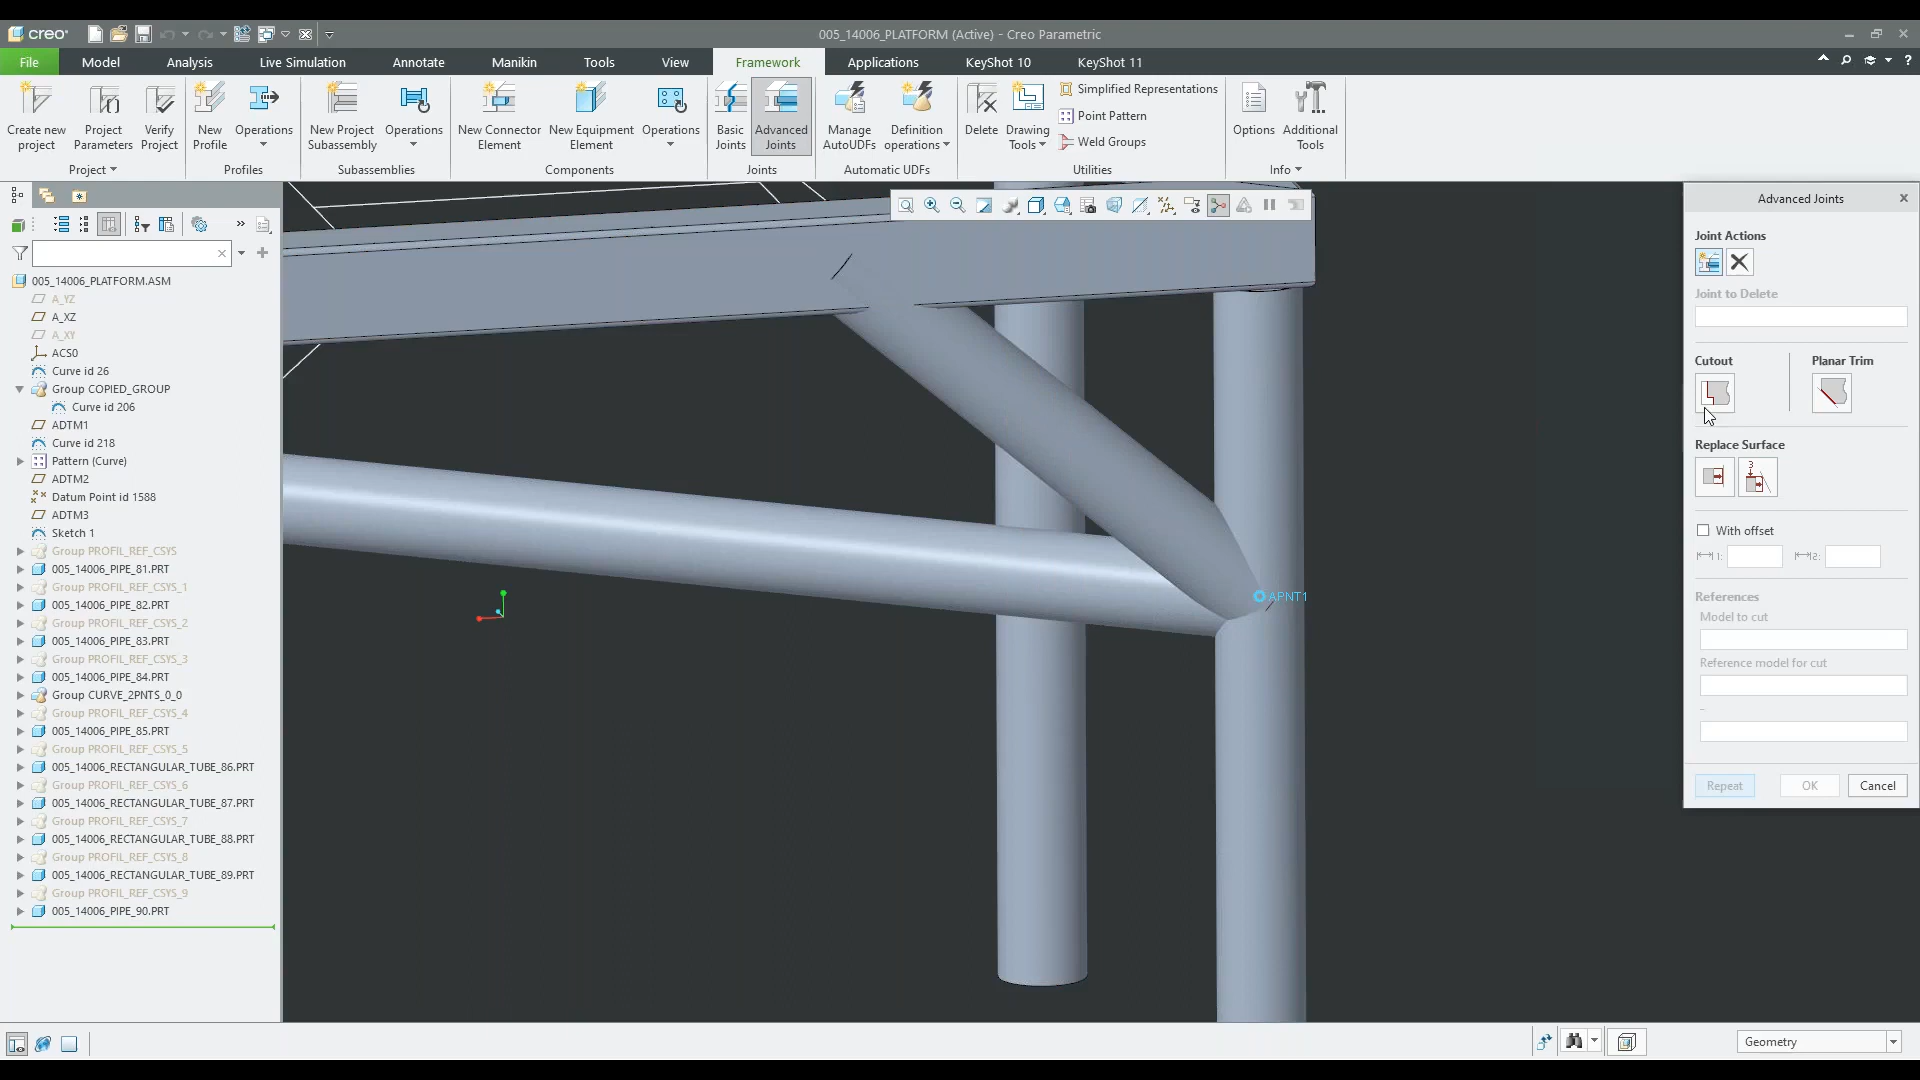 creo
005_14006_PLATFORM (Active) - Creo Parametric
File Model Analysis Live Simulation Annotate Manikin Tools View Framework Applications KeyShot 10 KeyShot 11
Create new project
Project Parameters
Verify Project
New Profile
Operations
New Project Subassembly
Operations
New Connector Element
New Equipment Element
Operations
Basic Joints
Advanced Joints
Manage AutoUDFs
Definition operations
Delete
Drawing Tools
Simplified Representations
Point Pattern
Weld Groups
Options
Additional Tools
Project Profiles Subassemblies Components Joints Automatic UDFs Utilities Info
005_14006_PLATFORM.ASM
A_YZ
A_XZ
A_XY
ACS0
Curve id 26
Group COPIED_GROUP
Curve id 206
ADTM1
Curve id 218
Pattern (Curve)
ADTM2
Datum Point id 1588
ADTM3
Sketch 1
Group PROFIL_REF_CSYS
005_14006_PIPE_81.PRT
Group PROFIL_REF_CSYS_1
005_14006_PIPE_82.PRT
Group PROFIL_REF_CSYS_2
005_14006_PIPE_83.PRT
Group PROFIL_REF_CSYS_3
005_14006_PIPE_84.PRT
Group CURVE_2PNTS_0_0
Group PROFIL_REF_CSYS_4
005_14006_PIPE_85.PRT
Group PROFIL_REF_CSYS_5
005_14006_RECTANGULAR_TUBE_86.PRT
Group PROFIL_REF_CSYS_6
005_14006_RECTANGULAR_TUBE_87.PRT
Group PROFIL_REF_CSYS_7
005_14006_RECTANGULAR_TUBE_88.PRT
Group PROFIL_REF_CSYS_8
005_14006_RECTANGULAR_TUBE_89.PRT
Group PROFIL_REF_CSYS_9
005_14006_PIPE_90.PRT
APNT1
Advanced Joints
Joint Actions
Joint to Delete
Cutout Planar Trim
Replace Surface
3
With offset
1: 2:
References
Model to cut
Reference model for cut
-
Repeat OK Cancel
Geometry